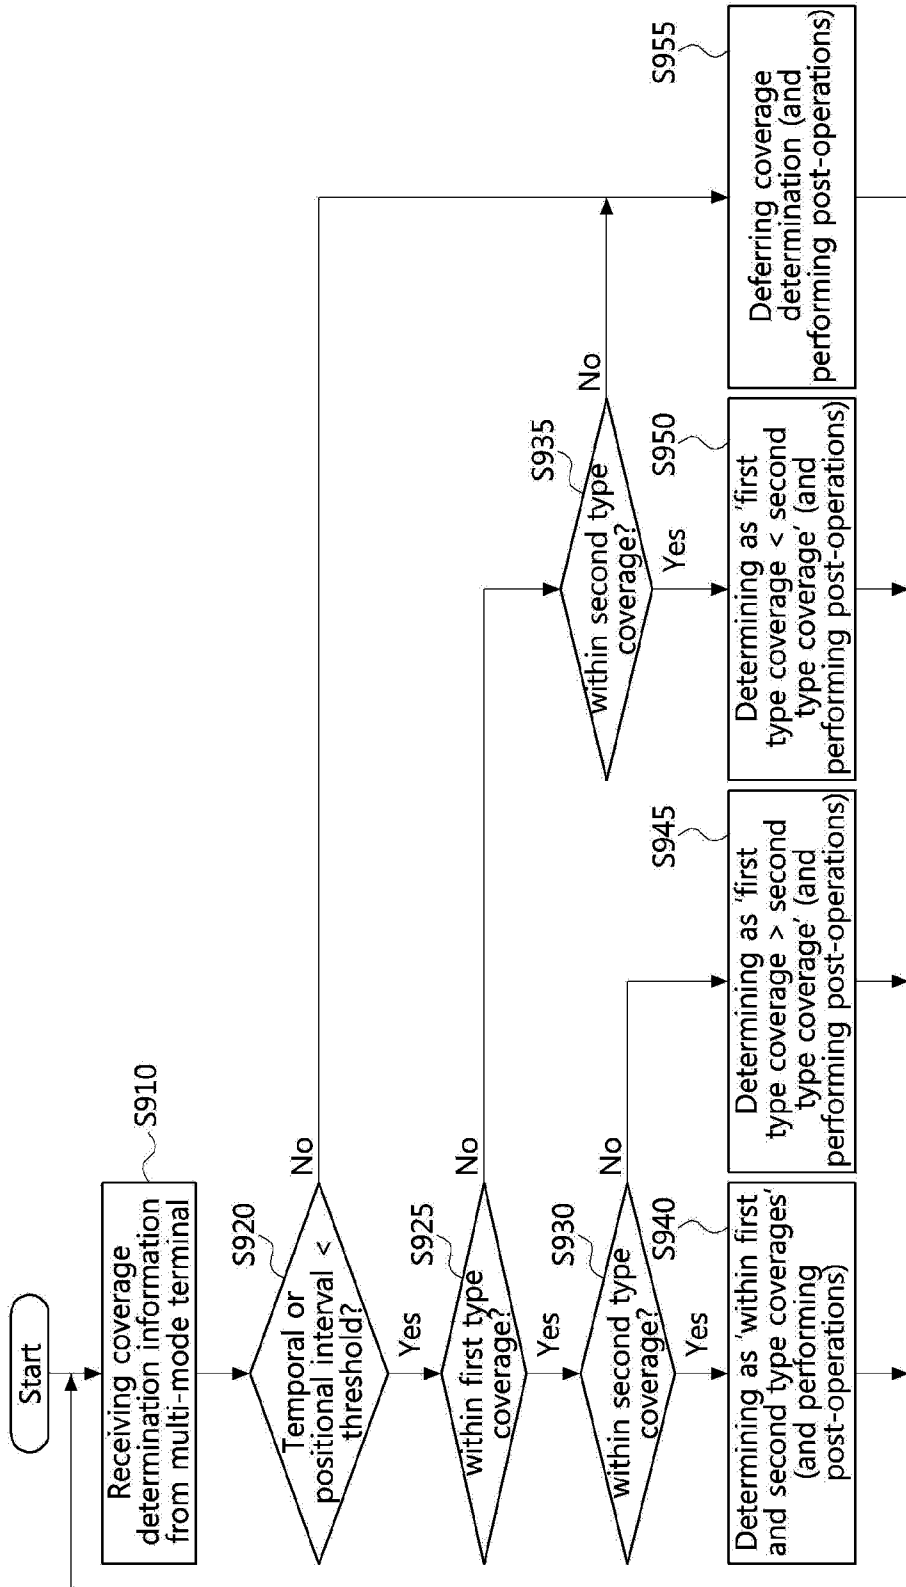 Start
Receiving coverage
determination information
from multi-mode terminal
S910
Temporal or
positional interval <
threshold?
S920
No
Yes
within first type
coverage?
S925
No
Yes
within second type
coverage?
S930
No
Yes
within second type
coverage?
S935
No
Yes
Determining as 'within first
and second type coverages'
(and performing
post-operations)
S940
Determining as 'first
type coverage > second
type coverage' (and
performing post-operations)
S945
Determining as 'first
type coverage < second
type coverage' (and
performing post-operations)
S950
Deferring coverage
determination (and
performing post-operations)
S955